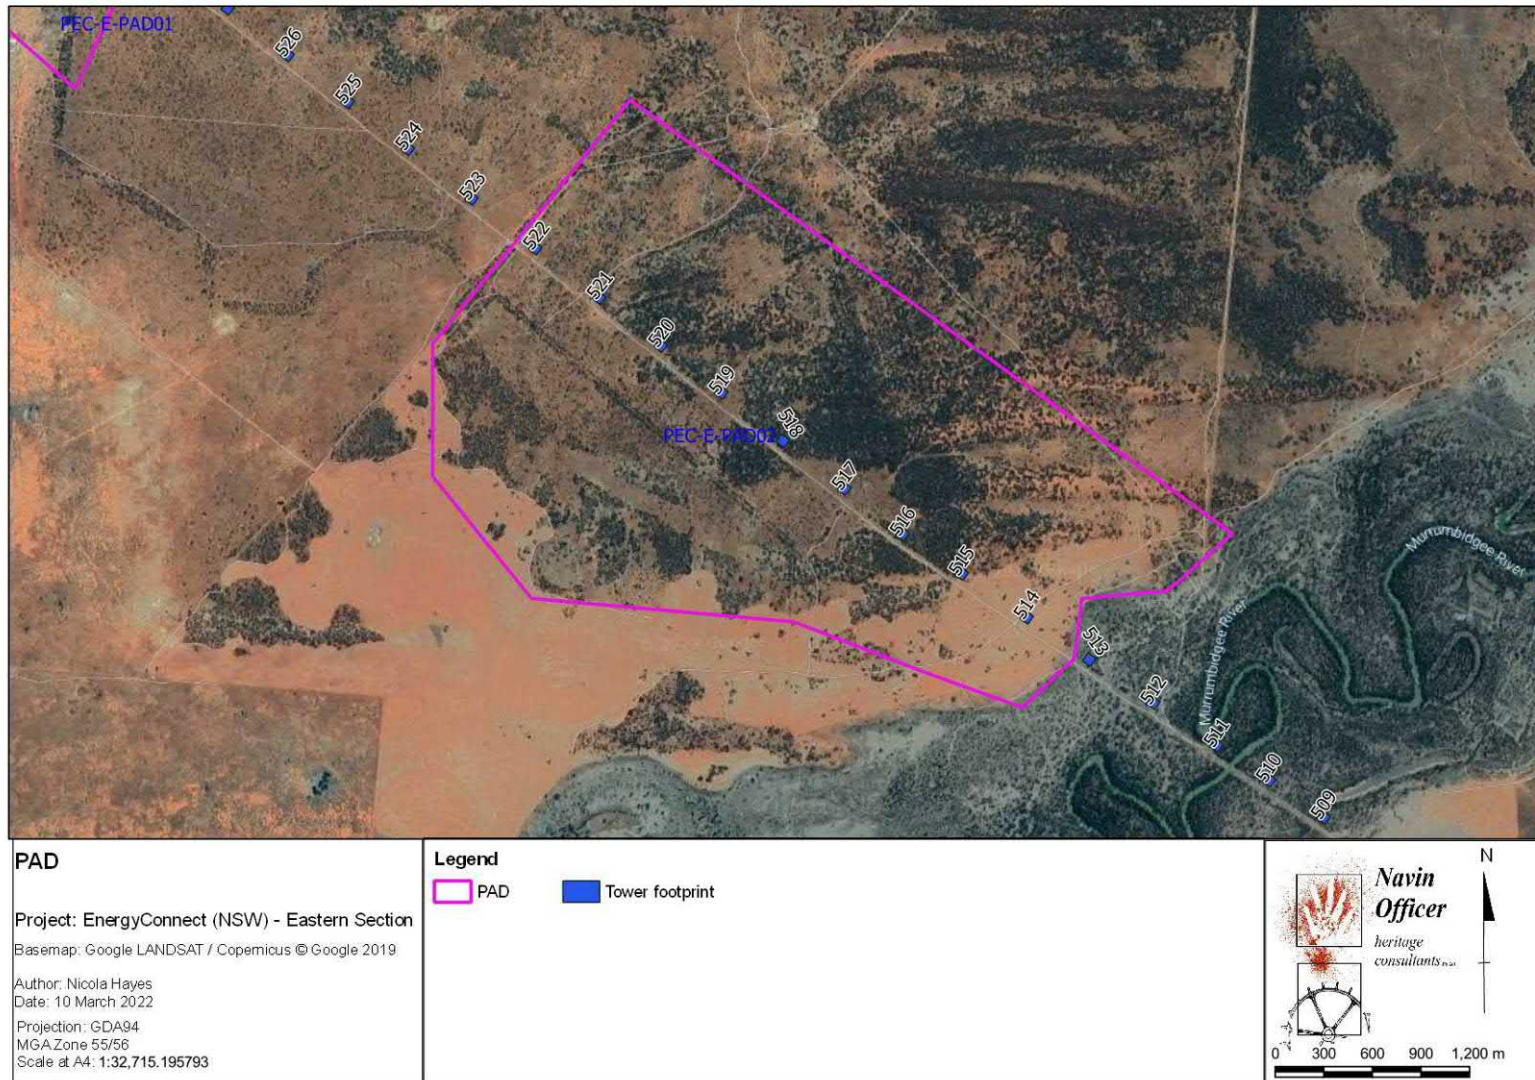 PEC-E-PAD01
526
525
524
523
522
521
520
519
518
PEC-E-PAD02
517
516
515
514
513
512
511
510
509
Murrumbidgee River
Murrumbidgee River
PAD
Project: EnergyConnect (NSW) - Eastern Section
Basemap: Google LANDSAT / Copernicus © Google 2019
Author: Nicola Hayes
Date: 10 March 2022
Projection: GDA94
MGA Zone 55/56
Scale at A4: 1:32,715.195793
Legend
PAD
Tower footprint
Navin
Officer
heritage
consultants
N
0 300 600 900 1,200 m